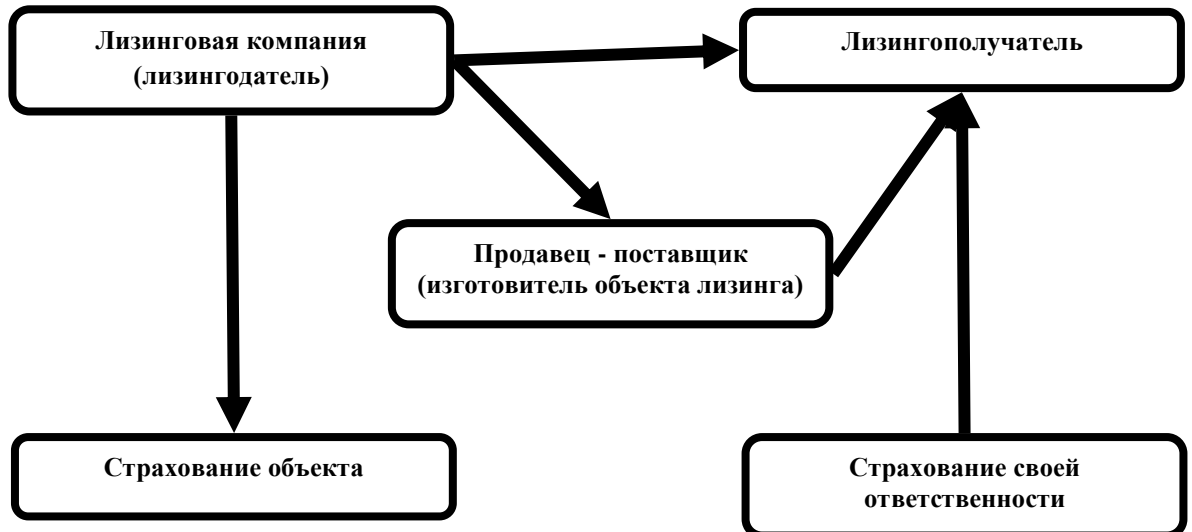 Лизинговая компания
(лизингодатель)
Лизингополучатель
Продавец - поставщик
(изготовитель объекта лизинга)
Страхование объекта
Страхование своей
ответственности